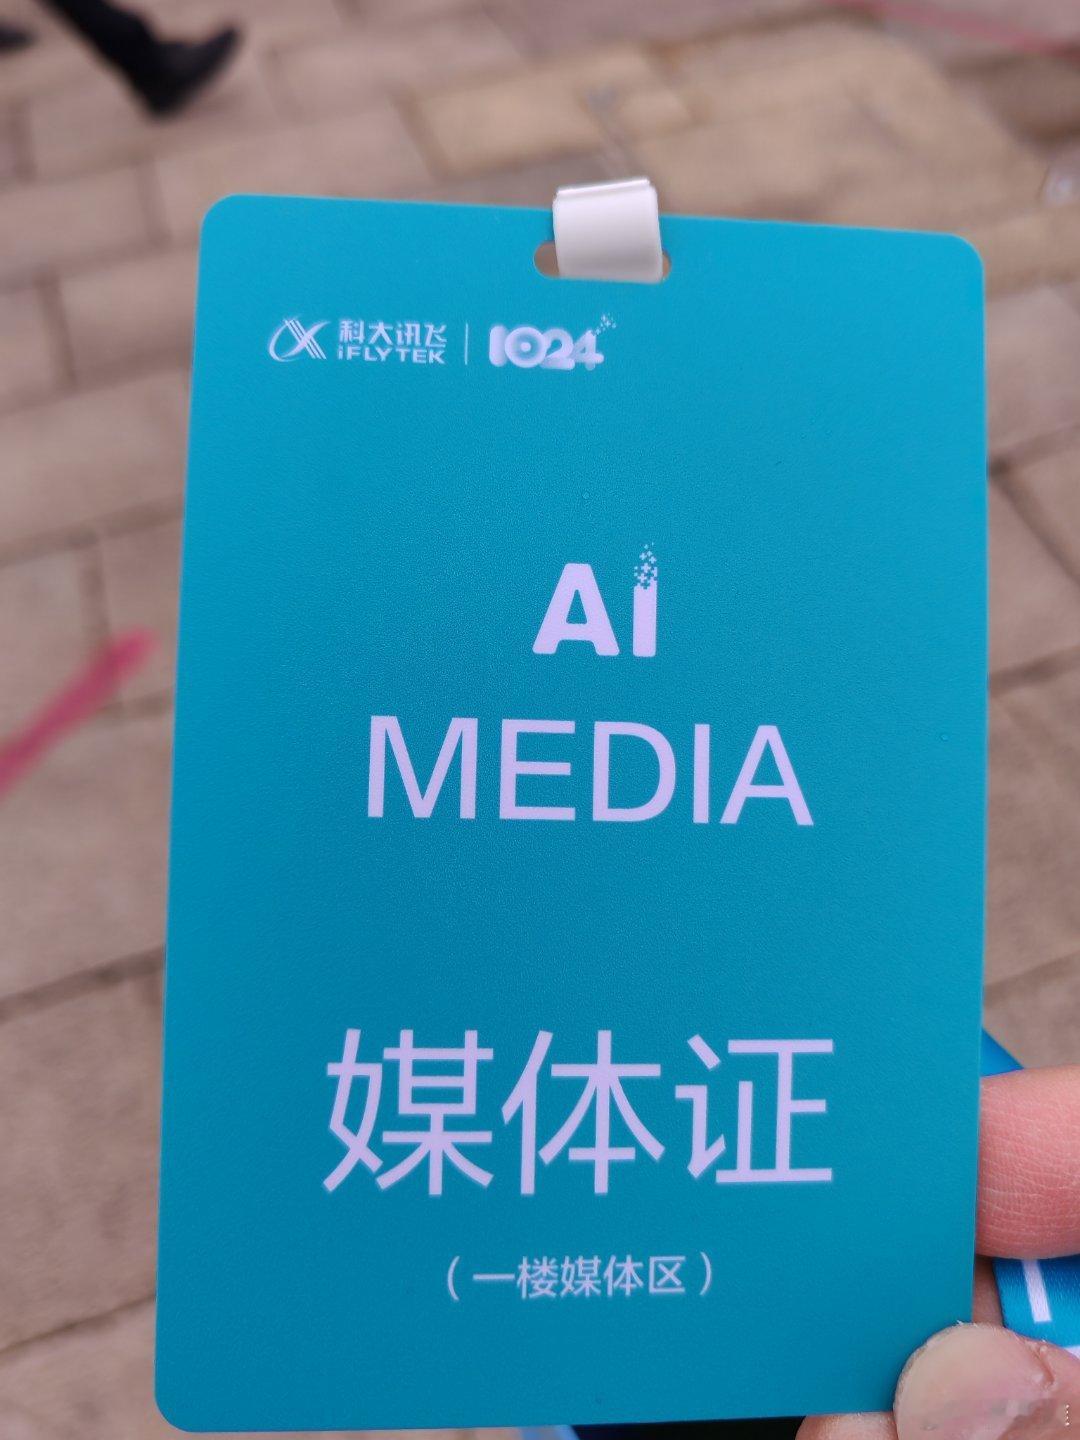 科大讯飞
iFLYTEK
1024
Ai
MEDIA
媒体证
（一楼媒体区）